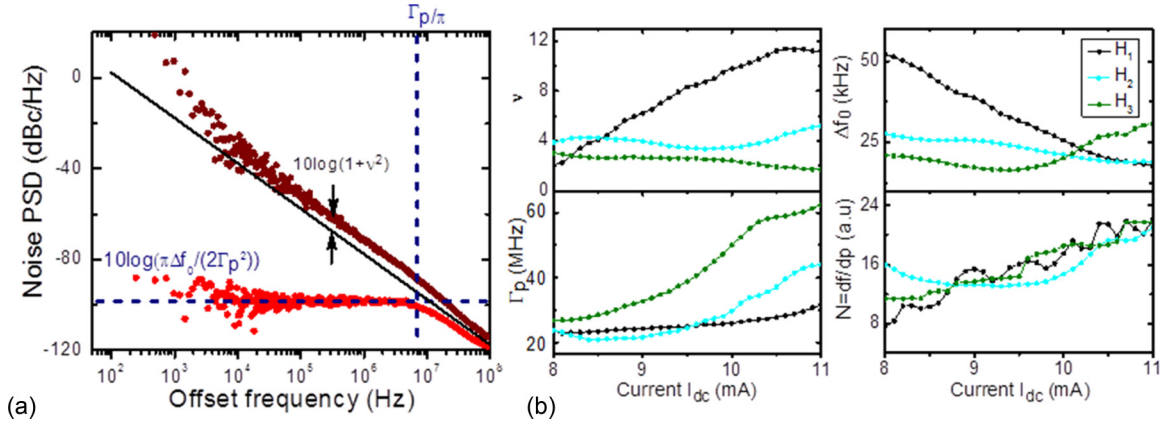 Γp/π
Noise PSD (dBc/Hz)
0
-40
-80
-120
10log(1+ν²)
10log(πΔf₀/(2Γp²))
10² 10³ 10⁴ 10⁵ 10⁶ 10⁷ 10⁸
Offset frequency (Hz)
(a)
ν
12
8
4
0
Δf₀ (kHz)
50
25
H₁
H₂
H₃
Γp (MHz)
60
40
20
8 9 10 11
Current Idc (mA)
N=df/dp (a.u)
24
16
8
8 9 10 11
Current Idc (mA)
(b)